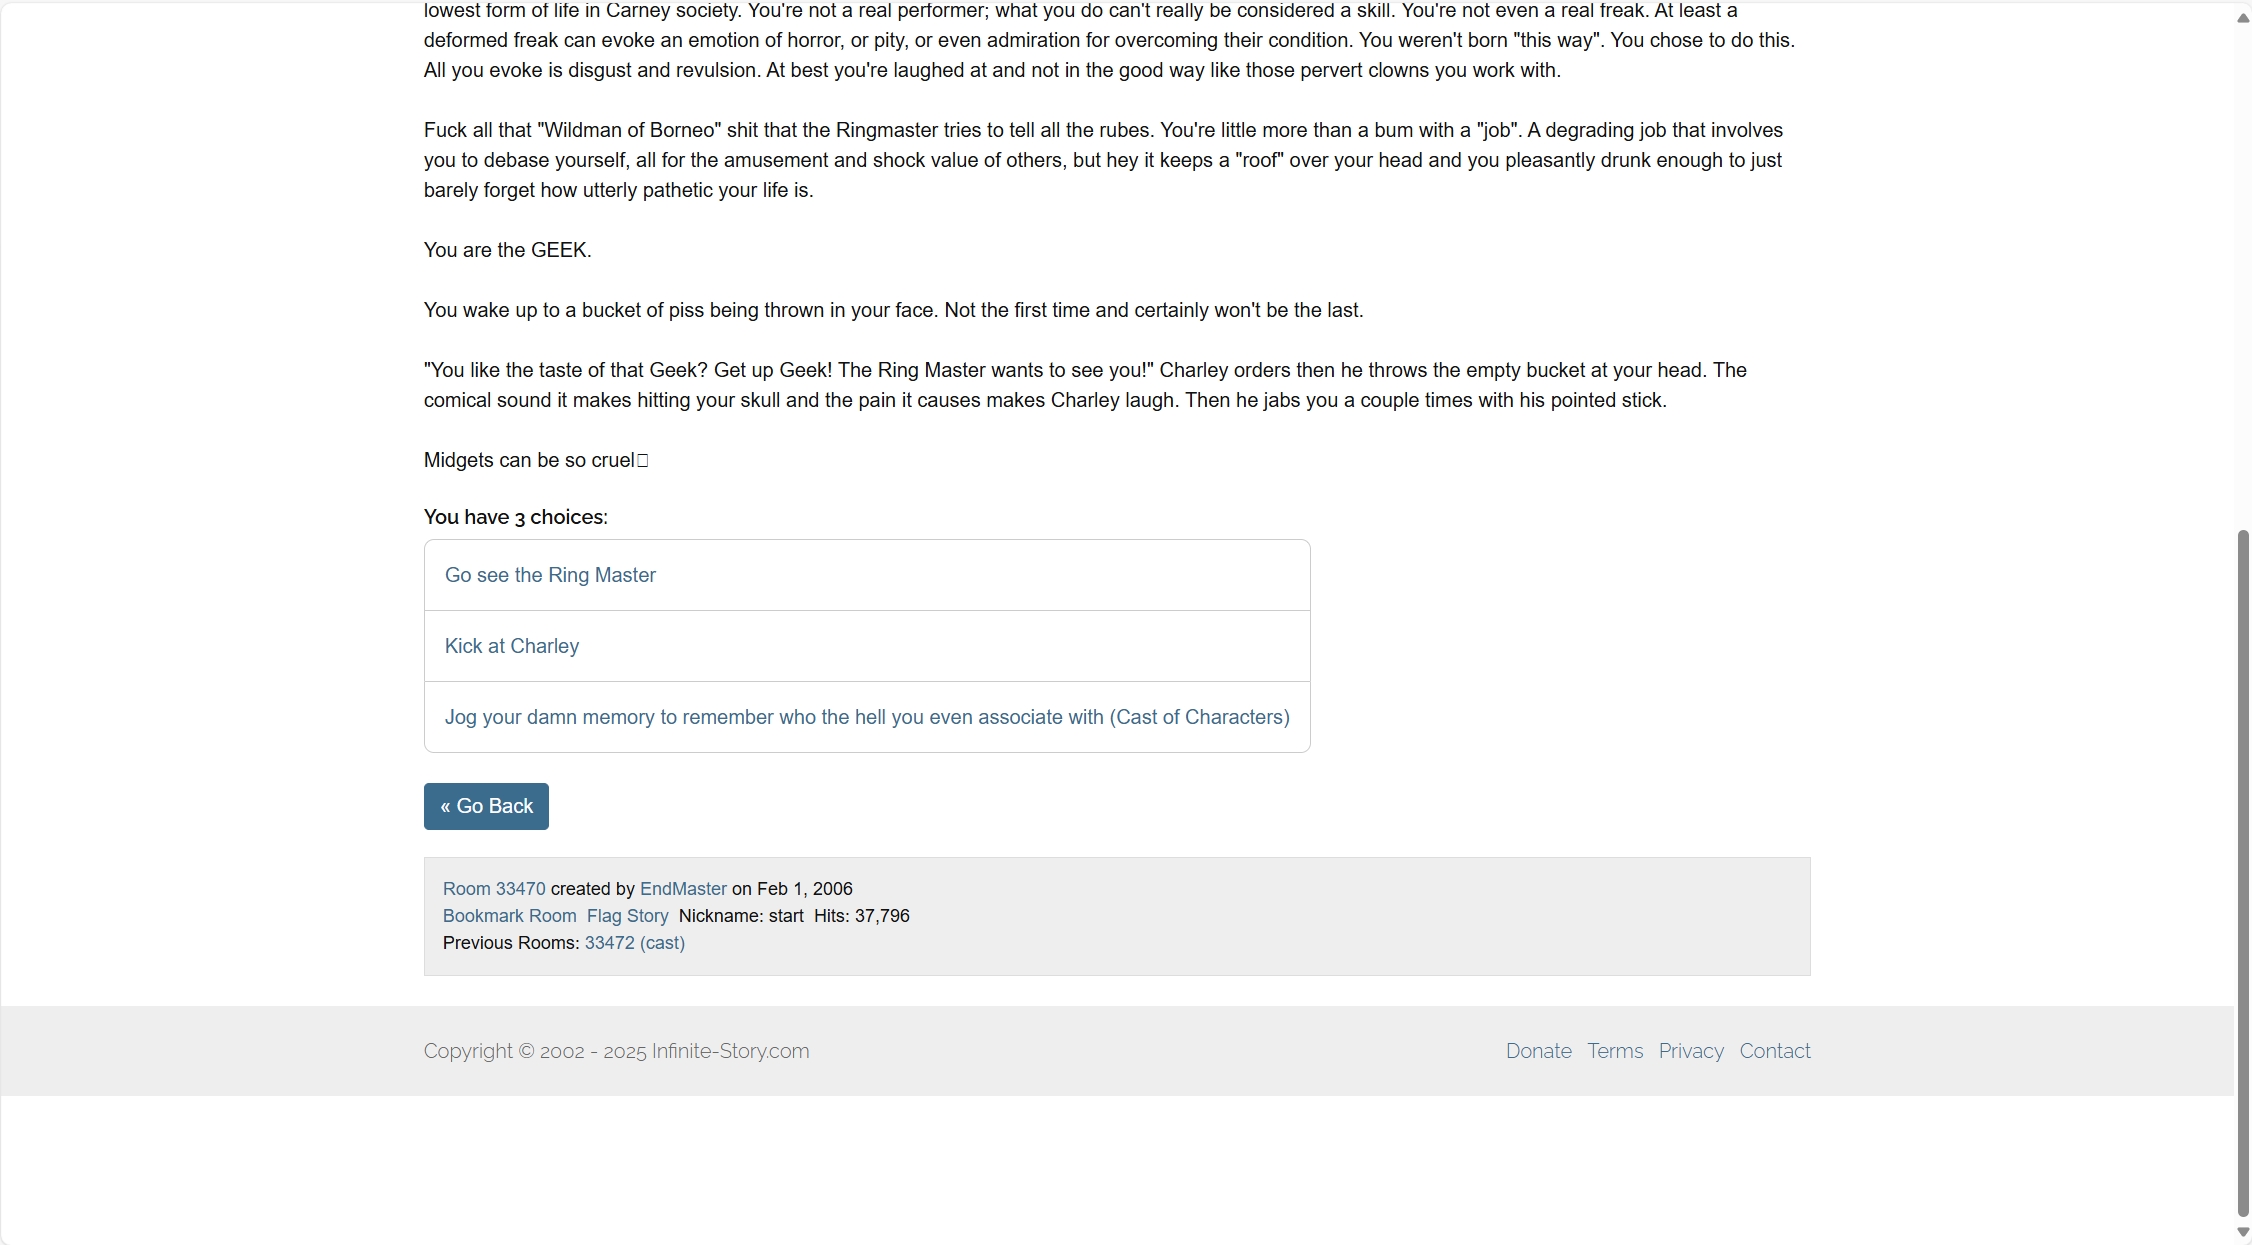 lowest form of life in Carney society. You're not a real performer; what you do can't really be considered a skill. You're not even a real freak. At least a
deformed freak can evoke an emotion of horror, or pity, or even admiration for overcoming their condition. You weren't born "this way". You chose to do this.
All you evoke is disgust and revulsion. At best you're laughed at and not in the good way like those pervert clowns you work with.
Fuck all that "Wildman of Borneo" shit that the Ringmaster tries to tell all the rubes. You're little more than a bum with a "job". A degrading job that involves
you to debase yourself, all for the amusement and shock value of others, but hey it keeps a "roof" over your head and you pleasantly drunk enough to just
barely forget how utterly pathetic your life is.
You are the GEEK.
You wake up to a bucket of piss being thrown in your face. Not the first time and certainly won't be the last.
"You like the taste of that Geek? Get up Geek! The Ring Master wants to see you!" Charley orders then he throws the empty bucket at your head. The
comical sound it makes hitting your skull and the pain it causes makes Charley laugh. Then he jabs you a couple times with his pointed stick.
Midgets can be so cruel
You have 3 choices:
Go see the Ring Master
Kick at Charley
Jog your damn memory to remember who the hell you even associate with (Cast of Characters)
« Go Back
Room 33470 created by EndMaster on Feb 1, 2006
Bookmark Room Flag Story Nickname: start Hits: 37,796
Previous Rooms: 33472 (cast)
Copyright © 2002 - 2025 Infinite-Story.com
Donate Terms Privacy Contact